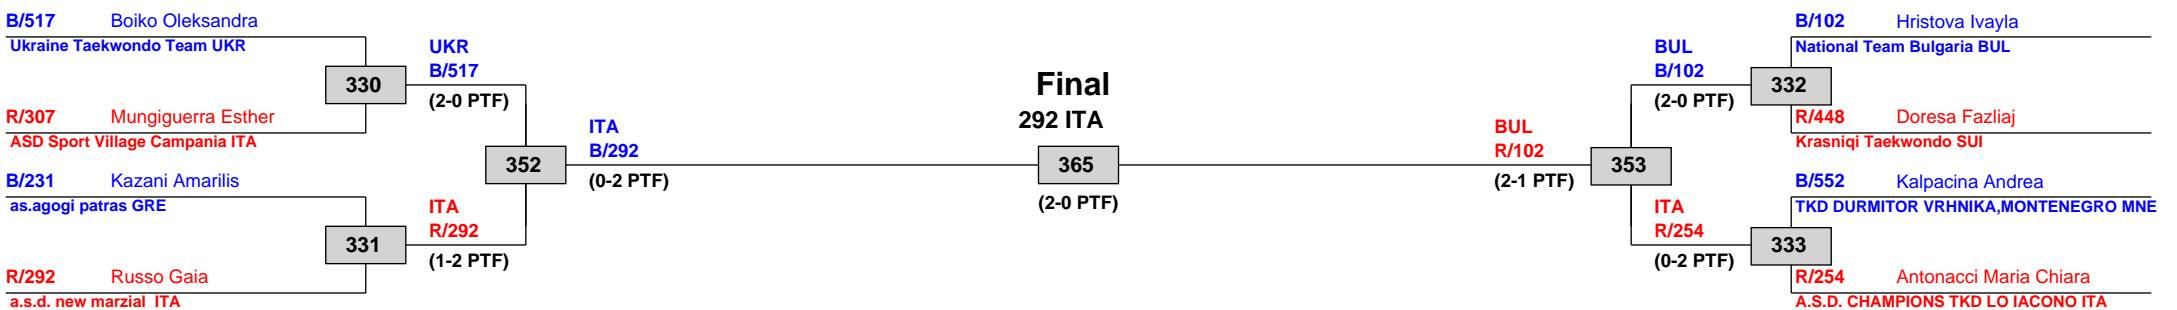 B/517 Boiko Oleksandra
Ukraine Taekwondo Team UKR
R/307 Mungiguerra Esther
ASD Sport Village Campania ITA
B/231 Kazani Amarilis
as.agogi patras GRE
R/292 Russo Gaia
a.s.d. new marzial  ITA
330
331
UKR
B/517
(2-0 PTF)
ITA
R/292
(1-2 PTF)
352
ITA
B/292
(0-2 PTF)
Final
292 ITA
365
(2-0 PTF)
BUL
R/102
(2-1 PTF)
353
BUL
B/102
(2-0 PTF)
ITA
R/254
(0-2 PTF)
332
333
B/102 Hristova Ivayla
National Team Bulgaria BUL
R/448 Doresa Fazliaj
Krasniqi Taekwondo SUI
B/552 Kalpacina Andrea
TKD DURMITOR VRHNIKA,MONTENEGRO MNE
R/254 Antonacci Maria Chiara
A.S.D. CHAMPIONS TKD LO IACONO ITA